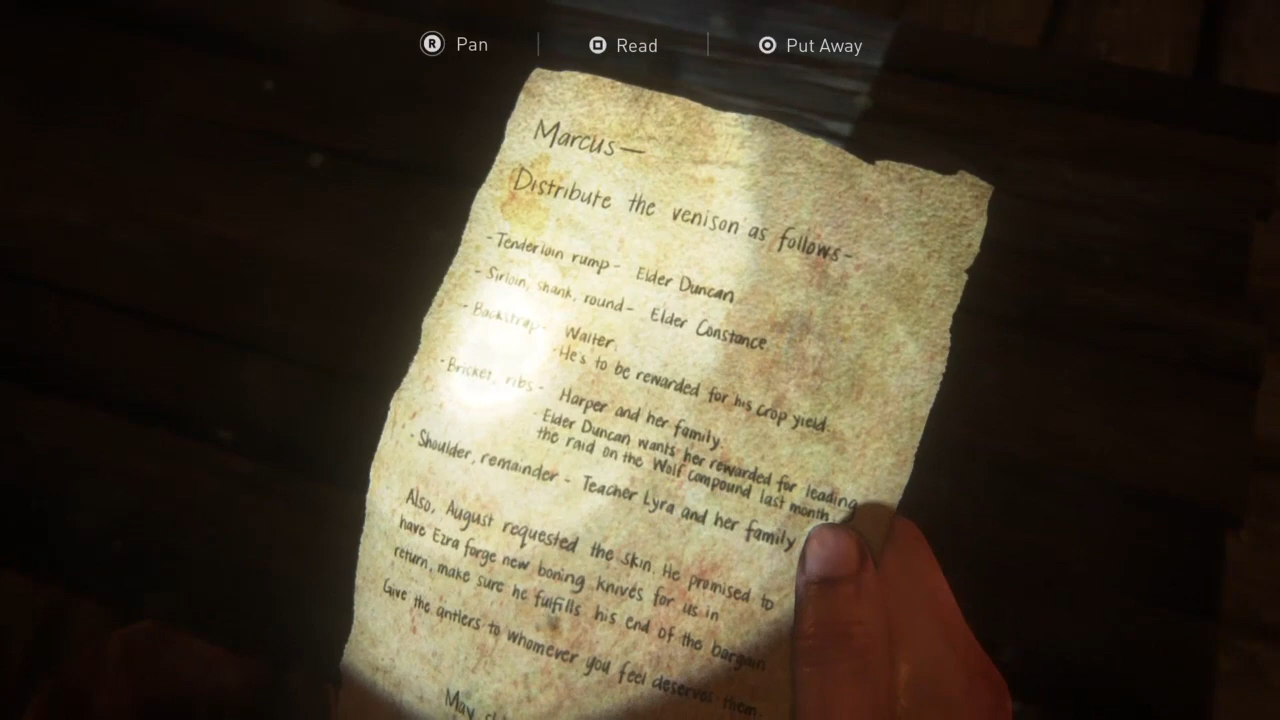 R Pan Read Put Away
Marcus—
Distribute the venison as follows-
-Tenderloin rump- Elder Duncan
- Sirloin, shank, round- Elder Constance.
- Backstrap- Walter.
-He's to be rewarded for his crop yield.
-Brisket, ribs- Harper and her family.
-Elder Duncan wants her rewarded for leading
the raid on the Wolf compound last month.
-Shoulder, remainder - Teacher Lyra and her family
Also, August requested the skin. He promised to
have Ezra forge new boning knives for us in
return, make sure he fulfills his end of the bargain
Give the antlers to whomever you feel deserves them.
May